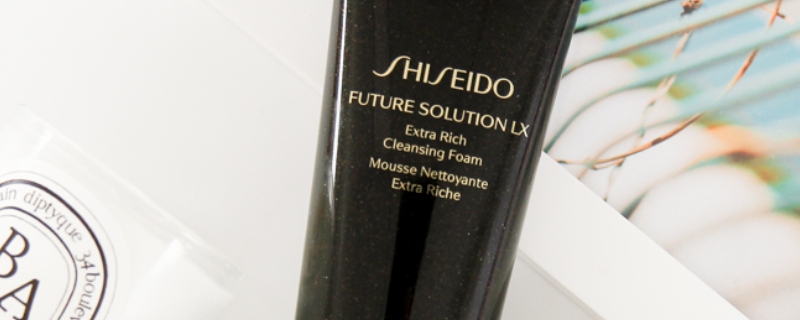 SHISEIDO
FUTURE SOLUTION LX
Extra Rich
Cleansing Foam
Mousse Nettoyante
Extra Riche
diptyque 34
BA